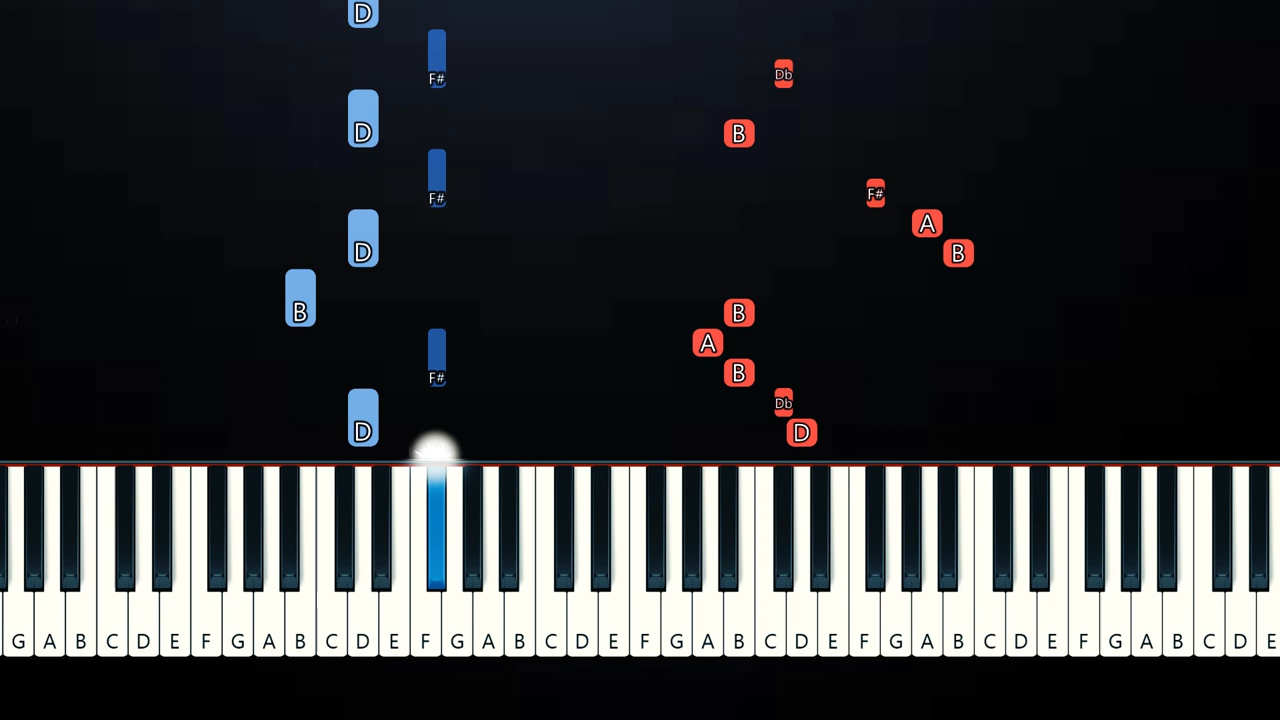 D
F# Db
D B
F# F#
A
D B
B B
A
F# B
Db
D D
G A B C D E F G A B C D E F G A B C D E F G A B C D E F G A B C D E F G A B C D E